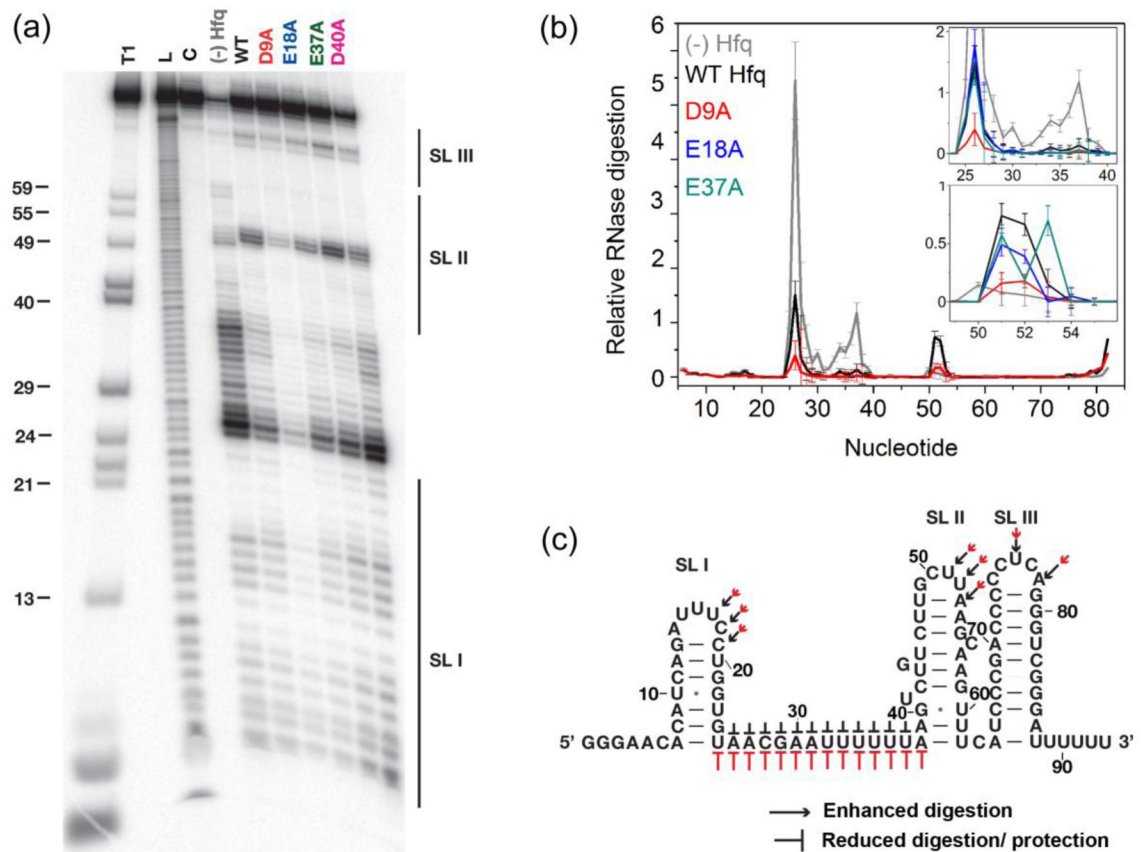 (a)
T1
L
C
(-) Hfq
WT
D9A
E18A
E37A
D40A
SL III
59
55
49
SL II
40
29
24
21
13
SL I
(b)
Relative RNase digestion
6
5
4
3
2
1
0
(-) Hfq
WT Hfq
D9A
E18A
E37A
2
1
0
25 30 35 40
1
0.5
0
50 52 54
10 20 30 40 50 60 70 80
Nucleotide
(c)
SL I
SL II
SL III
10
20
30
40
50
60
70
80
90
5' GGGAACA
3'
Enhanced digestion
Reduced digestion/ protection